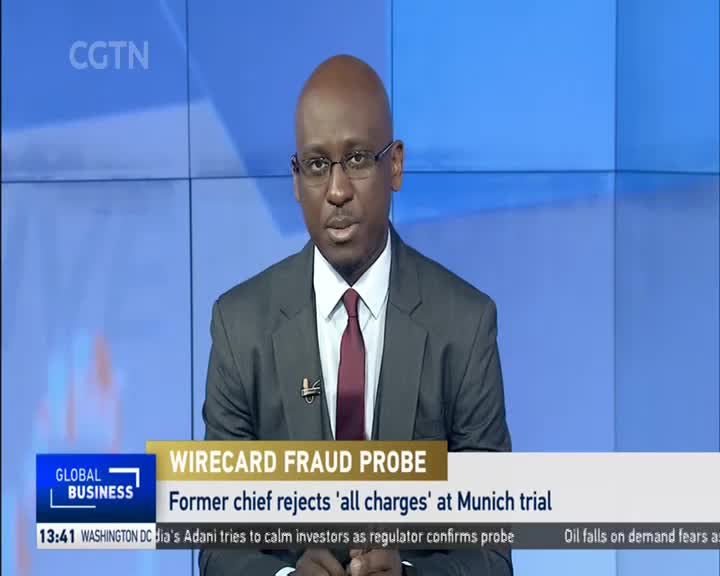 CGTN
WIRECARD FRAUD PROBE
GLOBAL
BUSINESS
Former chief rejects 'all charges' at Munich trial
13:41 WASHINGTON DC dia's Adani tries to calm investors as regulator confirms probe Oil falls on demand fears as